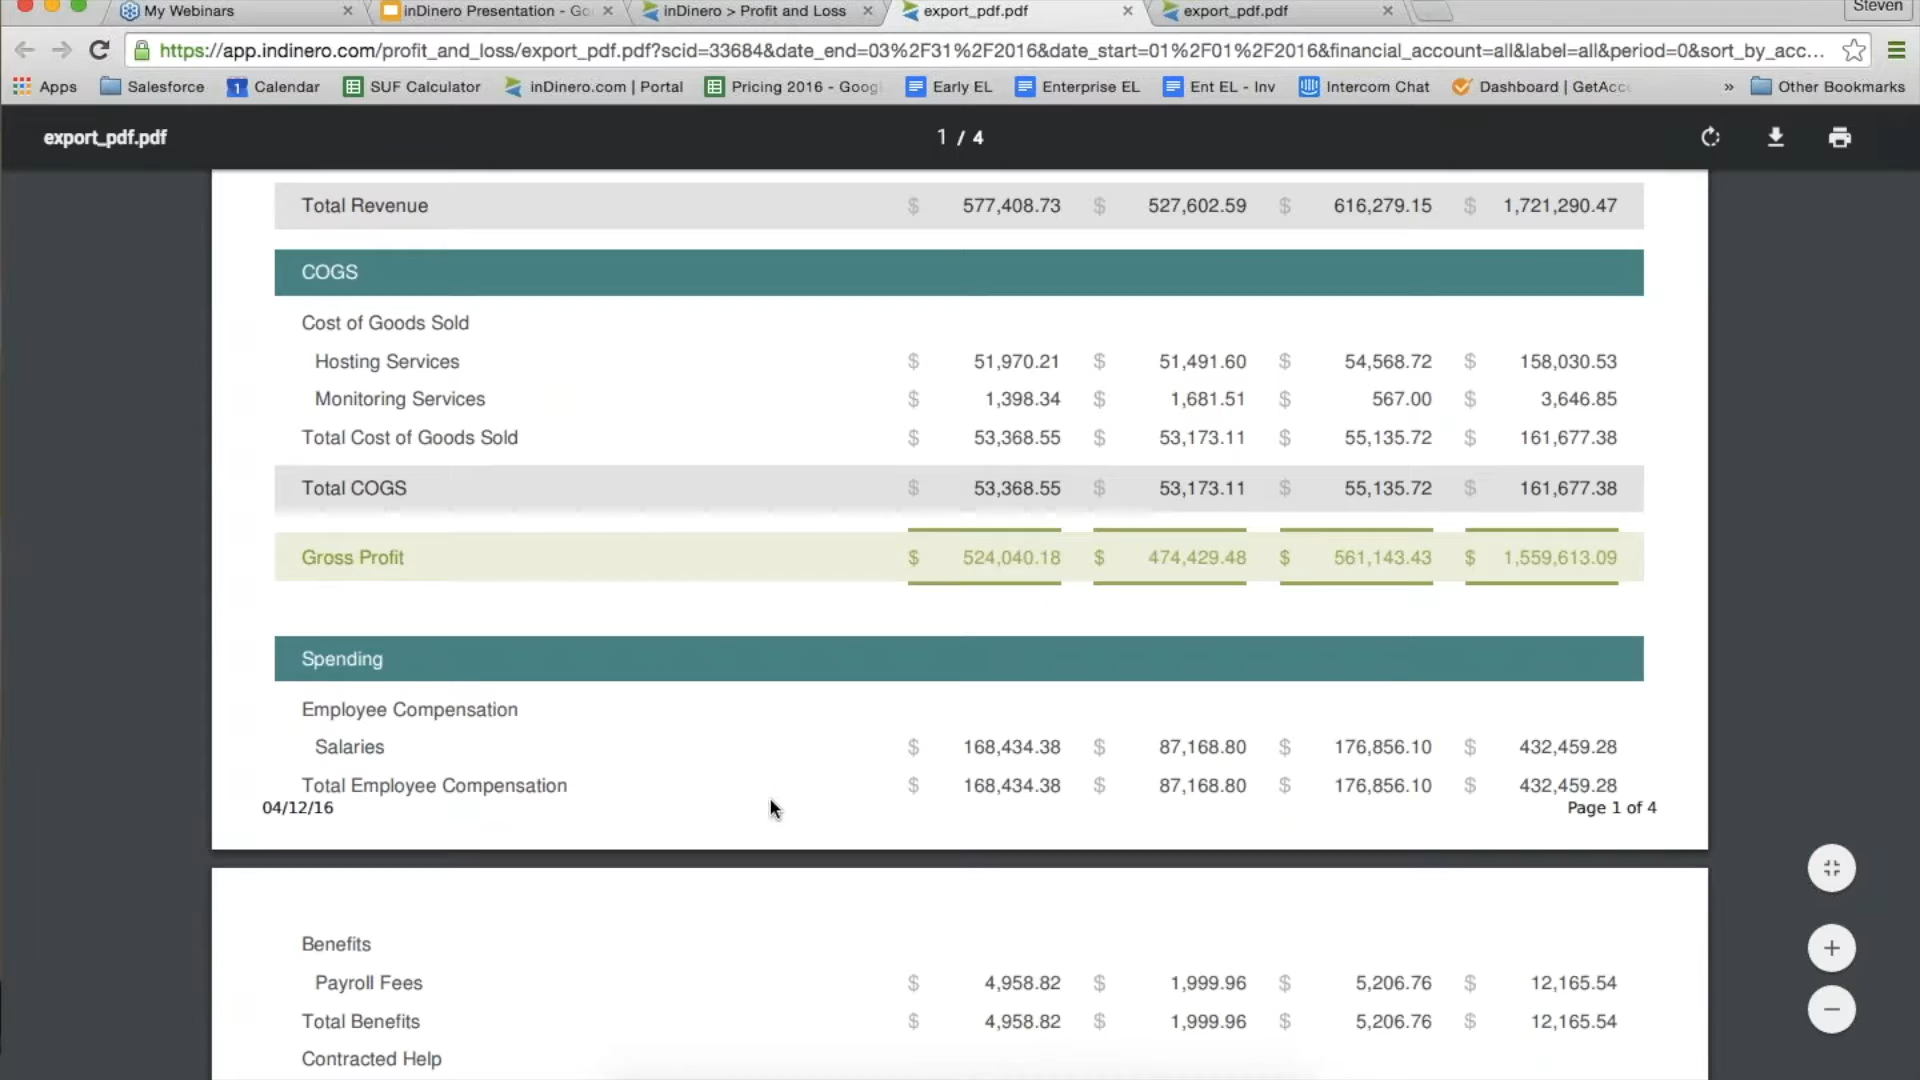 My Webinars inDinero Presentation - Go inDinero > Profit and Loss export_pdf.pdf export_pdf.pdf Steven
https://app.indinero.com/profit_and_loss/export_pdf.pdf?scid=33684&date_end=03%2F31%2F2016&date_start=01%2F01%2F2016&financial_account=all&label=all&period=0&sort_by_acc...
Apps Salesforce 1 Calendar SUF Calculator inDinero.com | Portal Pricing 2016 - Goog Early EL Enterprise EL Ent EL - Inv Intercom Chat Dashboard | GetAcc » Other Bookmarks
export_pdf.pdf 1 / 4
Total Revenue $ 577,408.73 $ 527,602.59 $ 616,279.15 $ 1,721,290.47
COGS
Cost of Goods Sold
Hosting Services $ 51,970.21 $ 51,491.60 $ 54,568.72 $ 158,030.53
Monitoring Services $ 1,398.34 $ 1,681.51 $ 567.00 $ 3,646.85
Total Cost of Goods Sold $ 53,368.55 $ 53,173.11 $ 55,135.72 $ 161,677.38
Total COGS $ 53,368.55 $ 53,173.11 $ 55,135.72 $ 161,677.38
Gross Profit $ 524,040.18 $ 474,429.48 $ 561,143.43 $ 1,559,613.09
Spending
Employee Compensation
Salaries $ 168,434.38 $ 87,168.80 $ 176,856.10 $ 432,459.28
Total Employee Compensation $ 168,434.38 $ 87,168.80 $ 176,856.10 $ 432,459.28
04/12/16 Page 1 of 4
Benefits
Payroll Fees $ 4,958.82 $ 1,999.96 $ 5,206.76 $ 12,165.54
Total Benefits $ 4,958.82 $ 1,999.96 $ 5,206.76 $ 12,165.54
Contracted Help